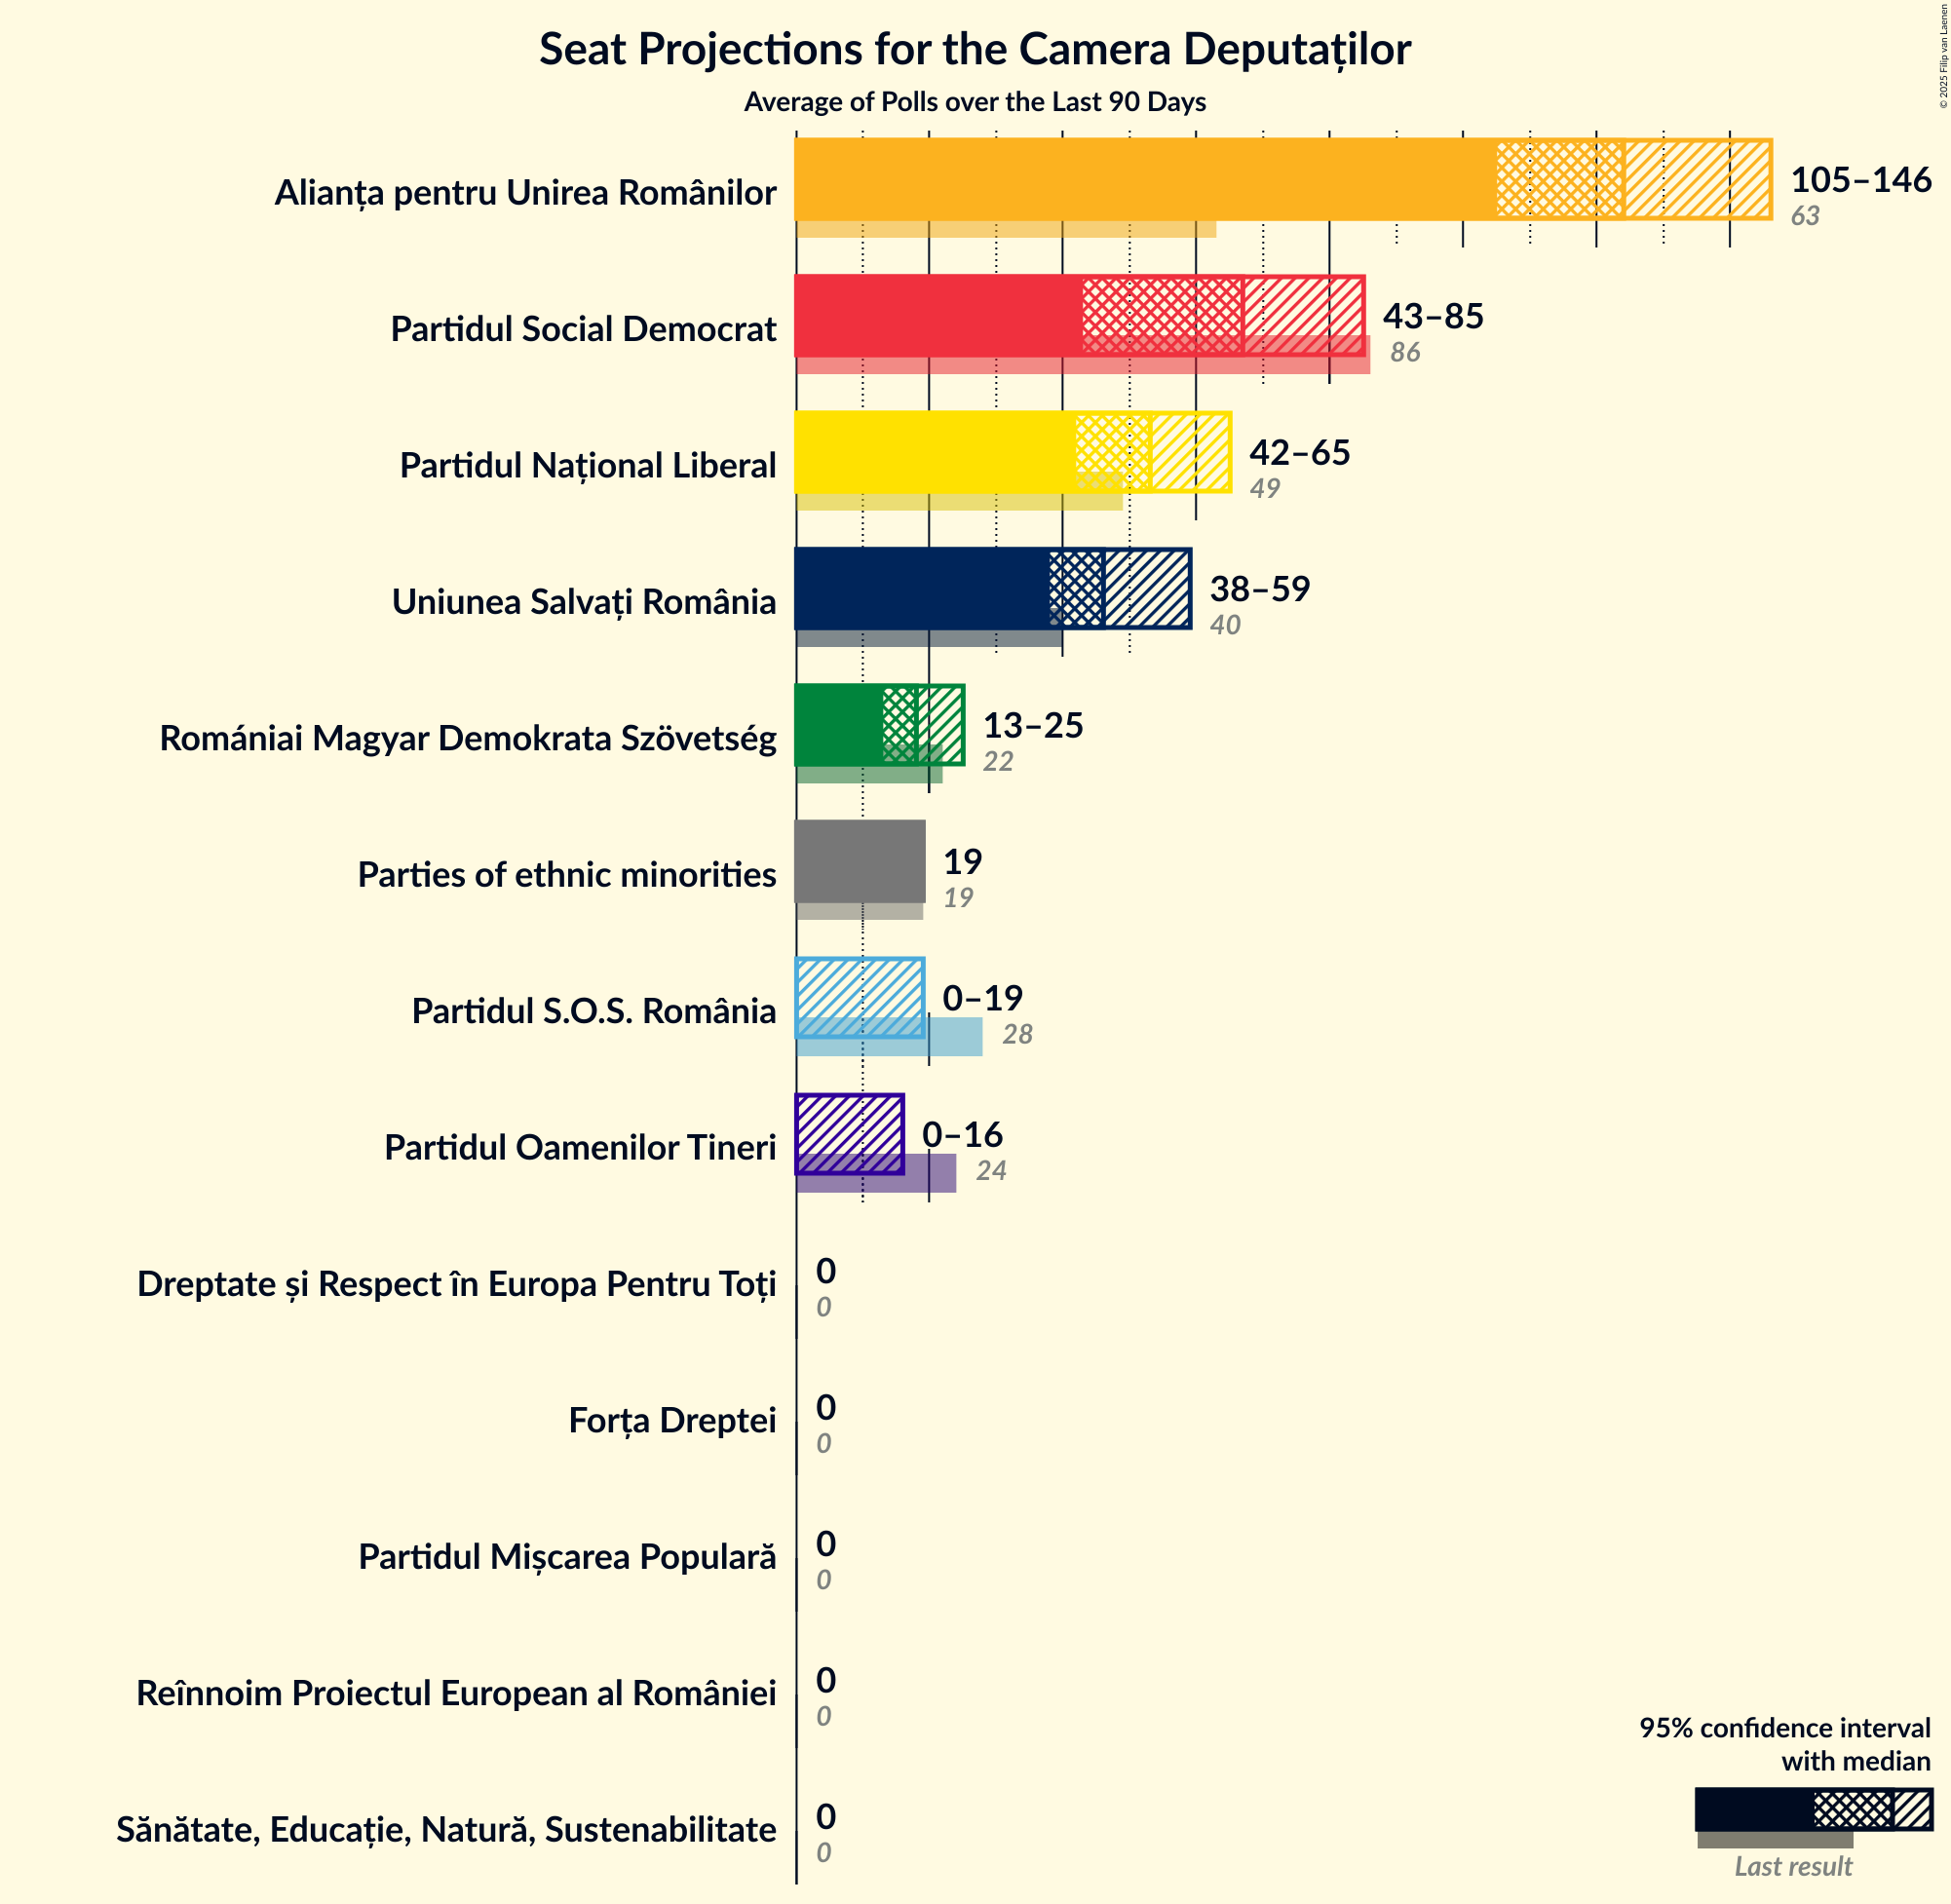 Seat Projections for the Camera Deputaților
Average of Polls over the Last 90 Days
© 2025 Filip van Laenen
Alianța pentru Unirea Românilor
105–146
63
Partidul Social Democrat
43–85
86
Partidul Național Liberal
42–65
49
Uniunea Salvați România
38–59
40
Romániai Magyar Demokrata Szövetség
13–25
22
Parties of ethnic minorities
19
19
Partidul S.O.S. România
0–19
28
Partidul Oamenilor Tineri
0–16
24
Dreptate și Respect în Europa Pentru Toți
0
0
Forța Dreptei
0
0
Partidul Mișcarea Populară
0
0
Reînnoim Proiectul European al României
0
0
Sănătate, Educație, Natură, Sustenabilitate
0
0
95% confidence interval
with median
Last result